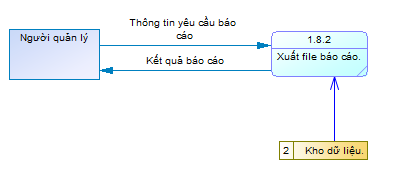 Thông tin yêu cầu báo
cáo
Người quản lý
1.8.2
Xuất file báo cáo.
Kết quả báo cáo
2 Kho dữ liệu.